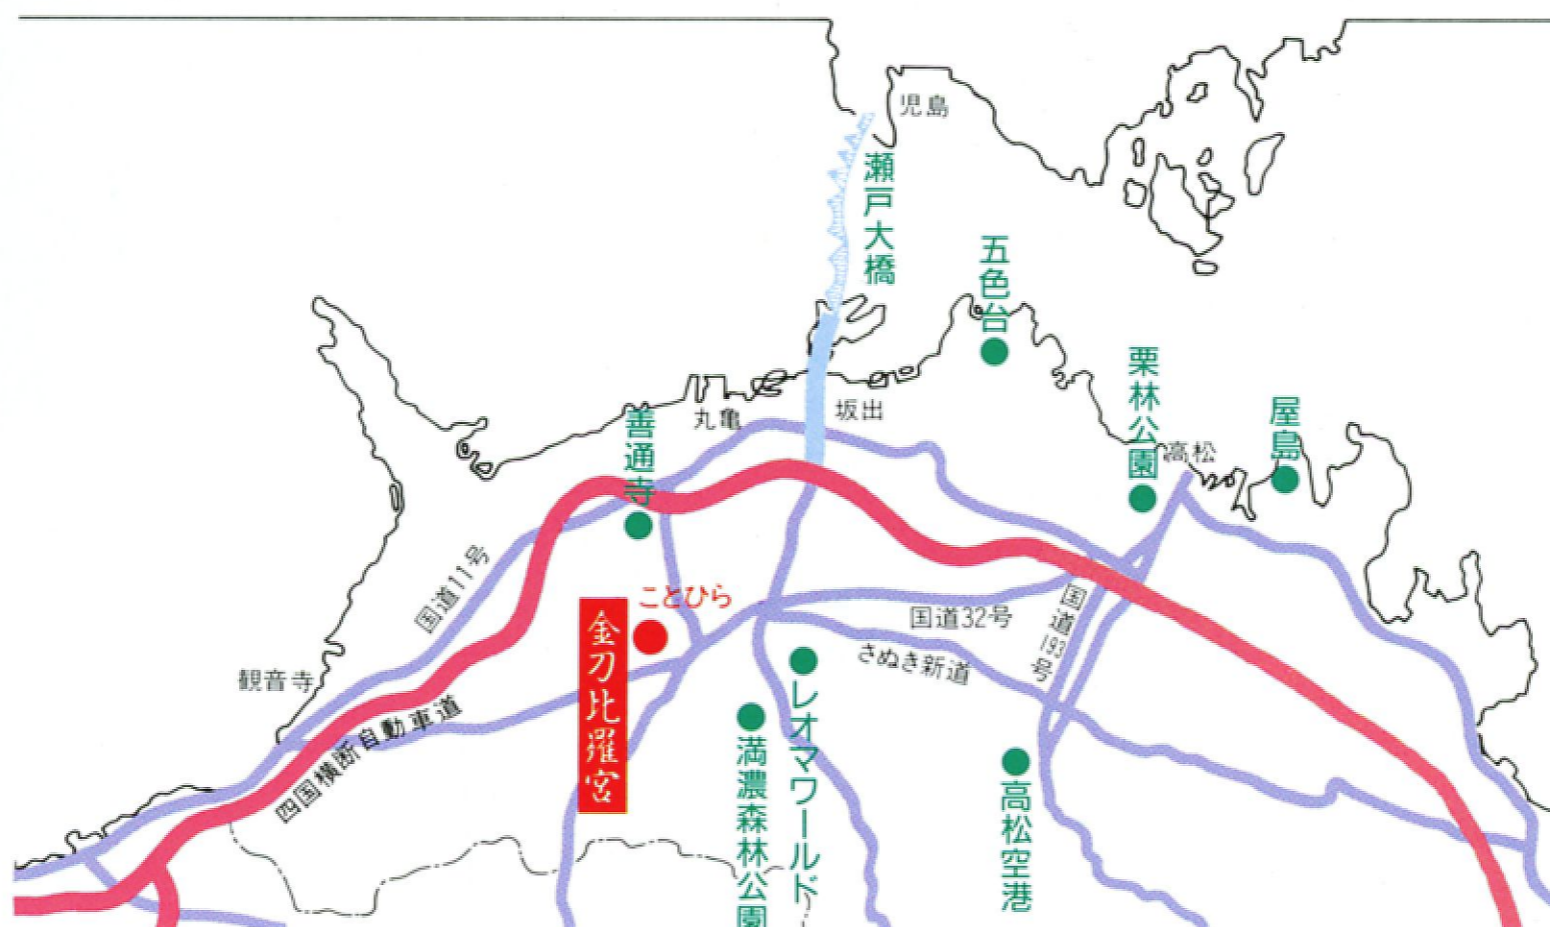 児島
瀬戸大橋
五色台
栗林公園
屋島
高松
坂出
丸亀
善通寺
国道11号
ことひら
金刀比羅宮
国道32号
国道193号
さぬき新道
観音寺
四国横断自動車道
レオマワールド
満濃森林公園
高松空港